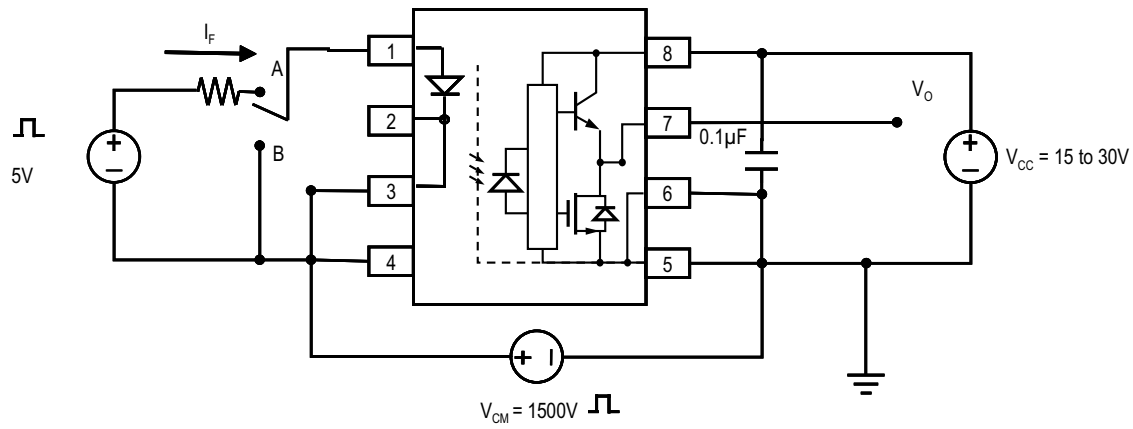 I_F
A
B
5V
+
−
1
2
3
4
8
7
6
5
0.1µF
V_O
+
−
V_CC = 15 to 30V
+
−
V_CM = 1500V